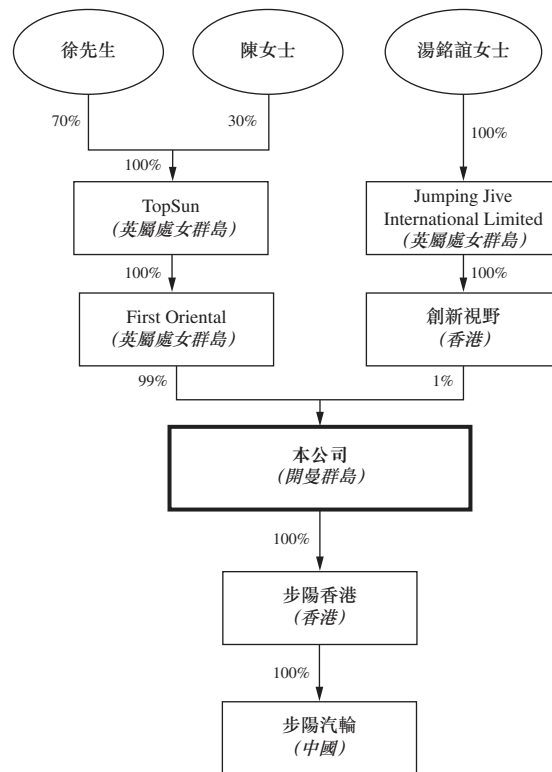 徐先生
陳女士
湯銘誼女士
70%
30%
100%
100%
TopSun
(英屬處女群島)
Jumping Jive
International Limited
(英屬處女群島)
100%
100%
First Oriental
(英屬處女群島)
創新視野
(香港)
99%
1%
本公司
(開曼群島)
100%
步陽香港
(香港)
100%
步陽汽輪
(中國)